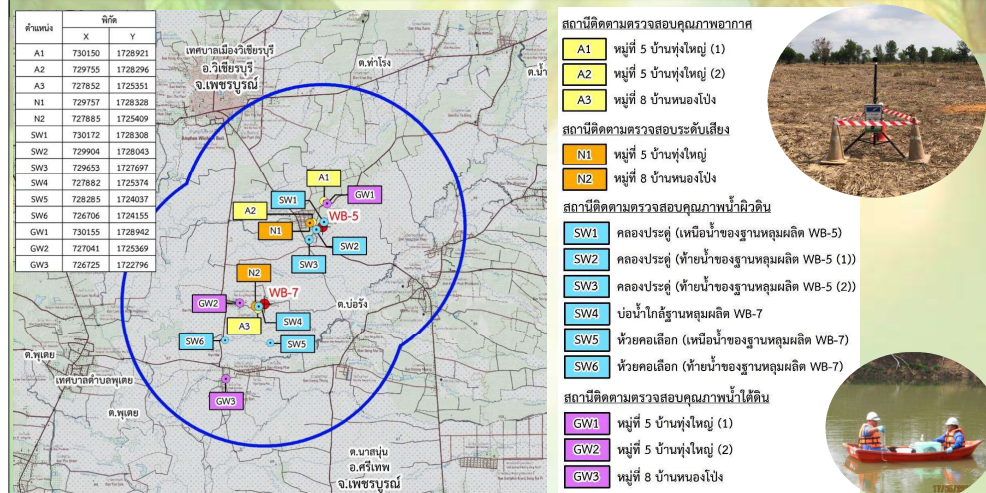 ตำแหน่ง พิกัด
X Y
A1 730150 1728921
A2 729755 1728296
A3 727852 1725351
N1 729757 1728328
N2 727885 1725409
SW1 730172 1728308
SW2 729904 1728043
SW3 729653 1727697
SW4 727882 1725374
SW5 728285 1724037
SW6 726706 1724155
GW1 730155 1728942
GW2 727041 1725369
GW3 726725 1722796
เทศบาลเมืองวิเชียรบุรี
อ.วิเชียรบุรี
จ.เพชรบูรณ์
ต.ท่าโรง
ต.น้ำ
A1
SW1
GW1
A2
WB-5
N1
SW2
SW3
N2
WB-7
GW2
ต.บ่อรัง
SW4
A3
SW6
SW5
ต.พุเตย
เทศบาลตำบลพุเตย
GW3
ต.พุเตย
ต.นาสนุ่น
อ.ศรีเทพ
จ.เพชรบูรณ์
สถานีติดตามตรวจสอบคุณภาพอากาศ
A1 หมู่ที่ 5 บ้านทุ่งใหญ่ (1)
A2 หมู่ที่ 5 บ้านทุ่งใหญ่ (2)
A3 หมู่ที่ 8 บ้านหนองโป่ง
สถานีติดตามตรวจสอบระดับเสียง
N1 หมู่ที่ 5 บ้านทุ่งใหญ่
N2 หมู่ที่ 8 บ้านหนองโป่ง
สถานีติดตามตรวจสอบคุณภาพน้ำผิวดิน
SW1 คลองประดู่ (เหนือน้ำของฐานหลุมผลิต WB-5)
SW2 คลองประดู่ (ท้ายน้ำของฐานหลุมผลิต WB-5 (1))
SW3 คลองประดู่ (ท้ายน้ำของฐานหลุมผลิต WB-5 (2))
SW4 บ่อน้ำใกล้ฐานหลุมผลิต WB-7
SW5 ห้วยคอเลือก (เหนือน้ำของฐานหลุมผลิต WB-7)
SW6 ห้วยคอเลือก (ท้ายน้ำของฐานหลุมผลิต WB-7)
สถานีติดตามตรวจสอบคุณภาพน้ำใต้ดิน
GW1 หมู่ที่ 5 บ้านทุ่งใหญ่ (1)
GW2 หมู่ที่ 5 บ้านทุ่งใหญ่ (2)
GW3 หมู่ที่ 8 บ้านหนองโป่ง